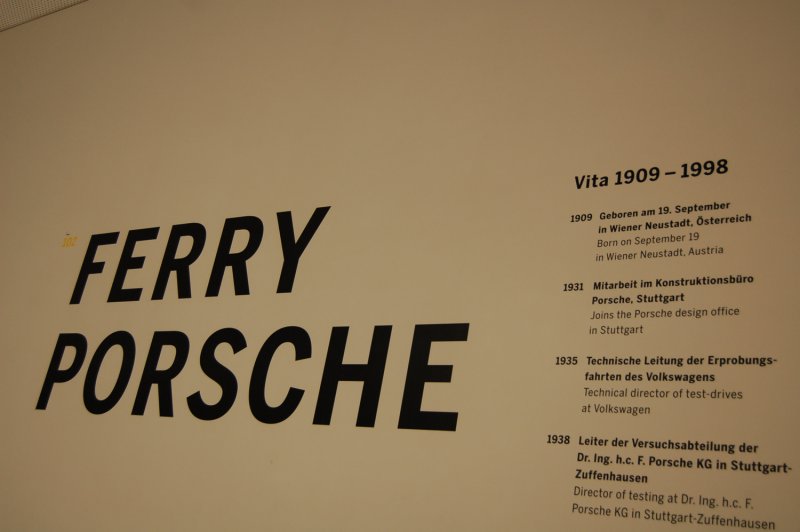 102
FERRY
PORSCHE
Vita 1909 – 1998
1909 Geboren am 19. September
in Wiener Neustadt, Österreich
Born on September 19
in Wiener Neustadt, Austria
1931 Mitarbeit im Konstruktionsbüro
Porsche, Stuttgart
Joins the Porsche design office
in Stuttgart
1935 Technische Leitung der Erprobungs-
fahrten des Volkswagens
Technical director of test-drives
at Volkswagen
1938 Leiter der Versuchsabteilung der
Dr. Ing. h.c. F. Porsche KG in Stuttgart-
Zuffenhausen
Director of testing at Dr. Ing. h.c. F.
Porsche KG in Stuttgart-Zuffenhausen